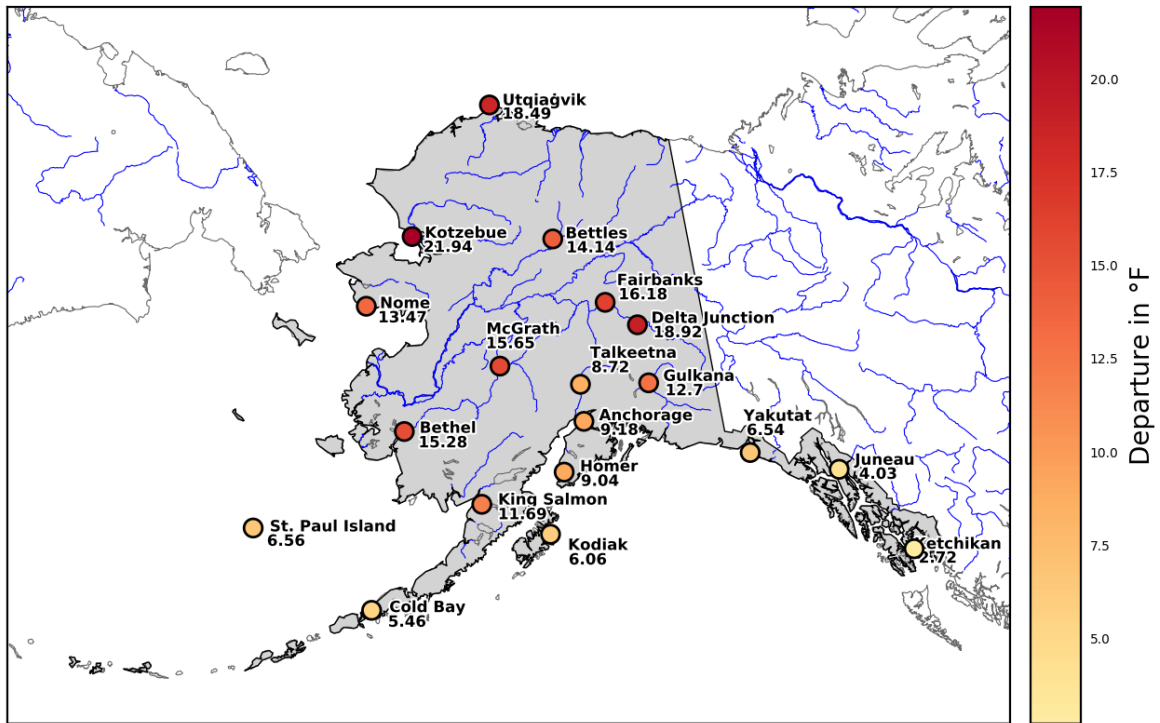 Utqiaġvik
18.49
Kotzebue
21.94
Bettles
14.14
Fairbanks
16.18
Nome
13.47
Delta Junction
18.92
McGrath
15.65
Talkeetna
8.72
Gulkana
12.7
Anchorage
9.18
Yakutat
6.54
Bethel
15.28
Juneau
4.03
Homer
9.04
King Salmon
11.69
St. Paul Island
6.56
Kodiak
6.06
etchikan
2.72
Cold Bay
5.46
20.0
17.5
15.0
12.5
10.0
7.5
5.0
Departure in °F